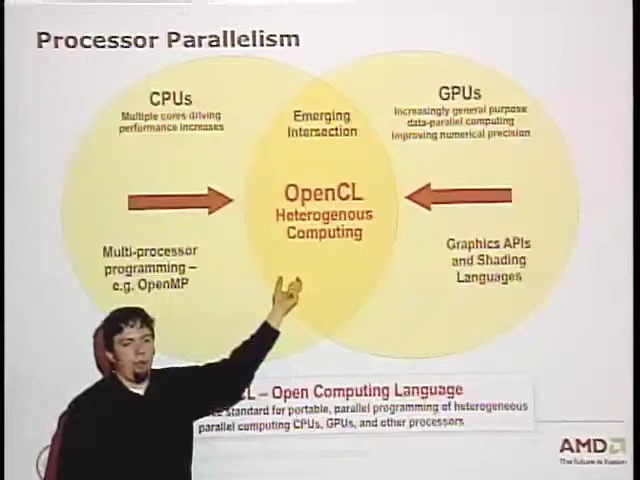 Processor Parallelism
CPUs
Multiple cores driving
performance increases
Emerging
Intersection
GPUs
Increasingly general purpose
data-parallel computing
Improving numerical precision
OpenCL
Heterogenous
Computing
Multi-processor
programming –
e.g. OpenMP
Graphics APIs
and Shading
Languages
CL – Open Computing Language
standard for portable, parallel programming of heterogeneous
parallel computing CPUs, GPUs, and other processors
AMD
The future is fusion